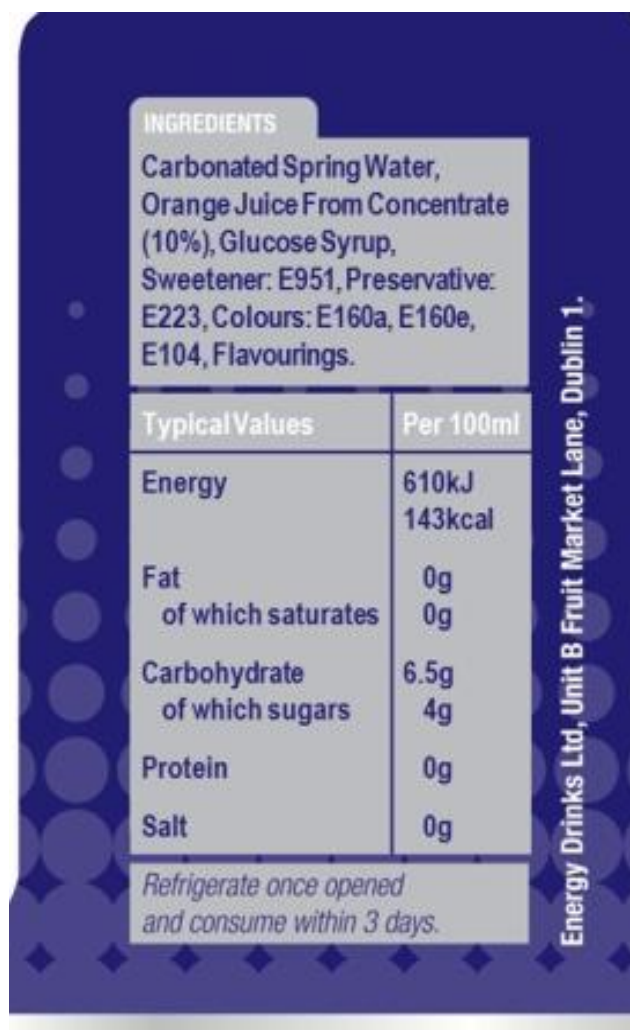 INGREDIENTS
Carbonated Spring Water,
Orange Juice From Concentrate
(10%), Glucose Syrup,
Sweetener: E951, Preservative:
E223, Colours: E160a, E160e,
E104, Flavourings.
Typical Values Per 100ml
Energy 610kJ
143kcal
Fat 0g
of which saturates 0g
Carbohydrate 6.5g
of which sugars 4g
Protein 0g
Salt 0g
Refrigerate once opened
and consume within 3 days.
Energy Drinks Ltd, Unit B Fruit Market Lane, Dublin 1.